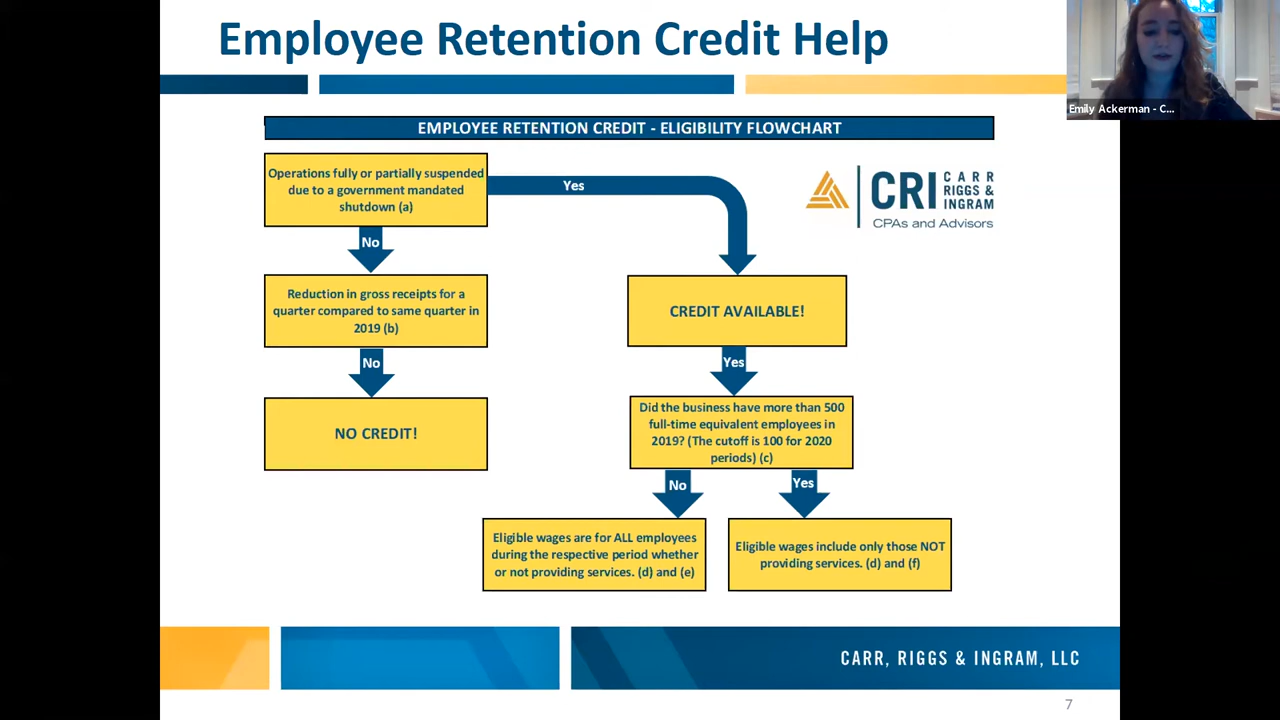 Employee Retention Credit Help
Emily Ackerman - C...
EMPLOYEE RETENTION CREDIT - ELIGIBILITY FLOWCHART
Operations fully or partially suspended
due to a government mandated
shutdown (a)
Yes
CRI
CARR
RIGGS &
INGRAM
CPAs and Advisors
No
Reduction in gross receipts for a
quarter compared to same quarter in
2019 (b)
CREDIT AVAILABLE!
No
Yes
NO CREDIT!
Did the business have more than 500
full-time equivalent employees in
2019? (The cutoff is 100 for 2020
periods) (c)
No
Yes
Eligible wages are for ALL employees
during the respective period whether
or not providing services. (d) and (e)
Eligible wages include only those NOT
providing services. (d) and (f)
CARR, RIGGS & INGRAM, LLC
7